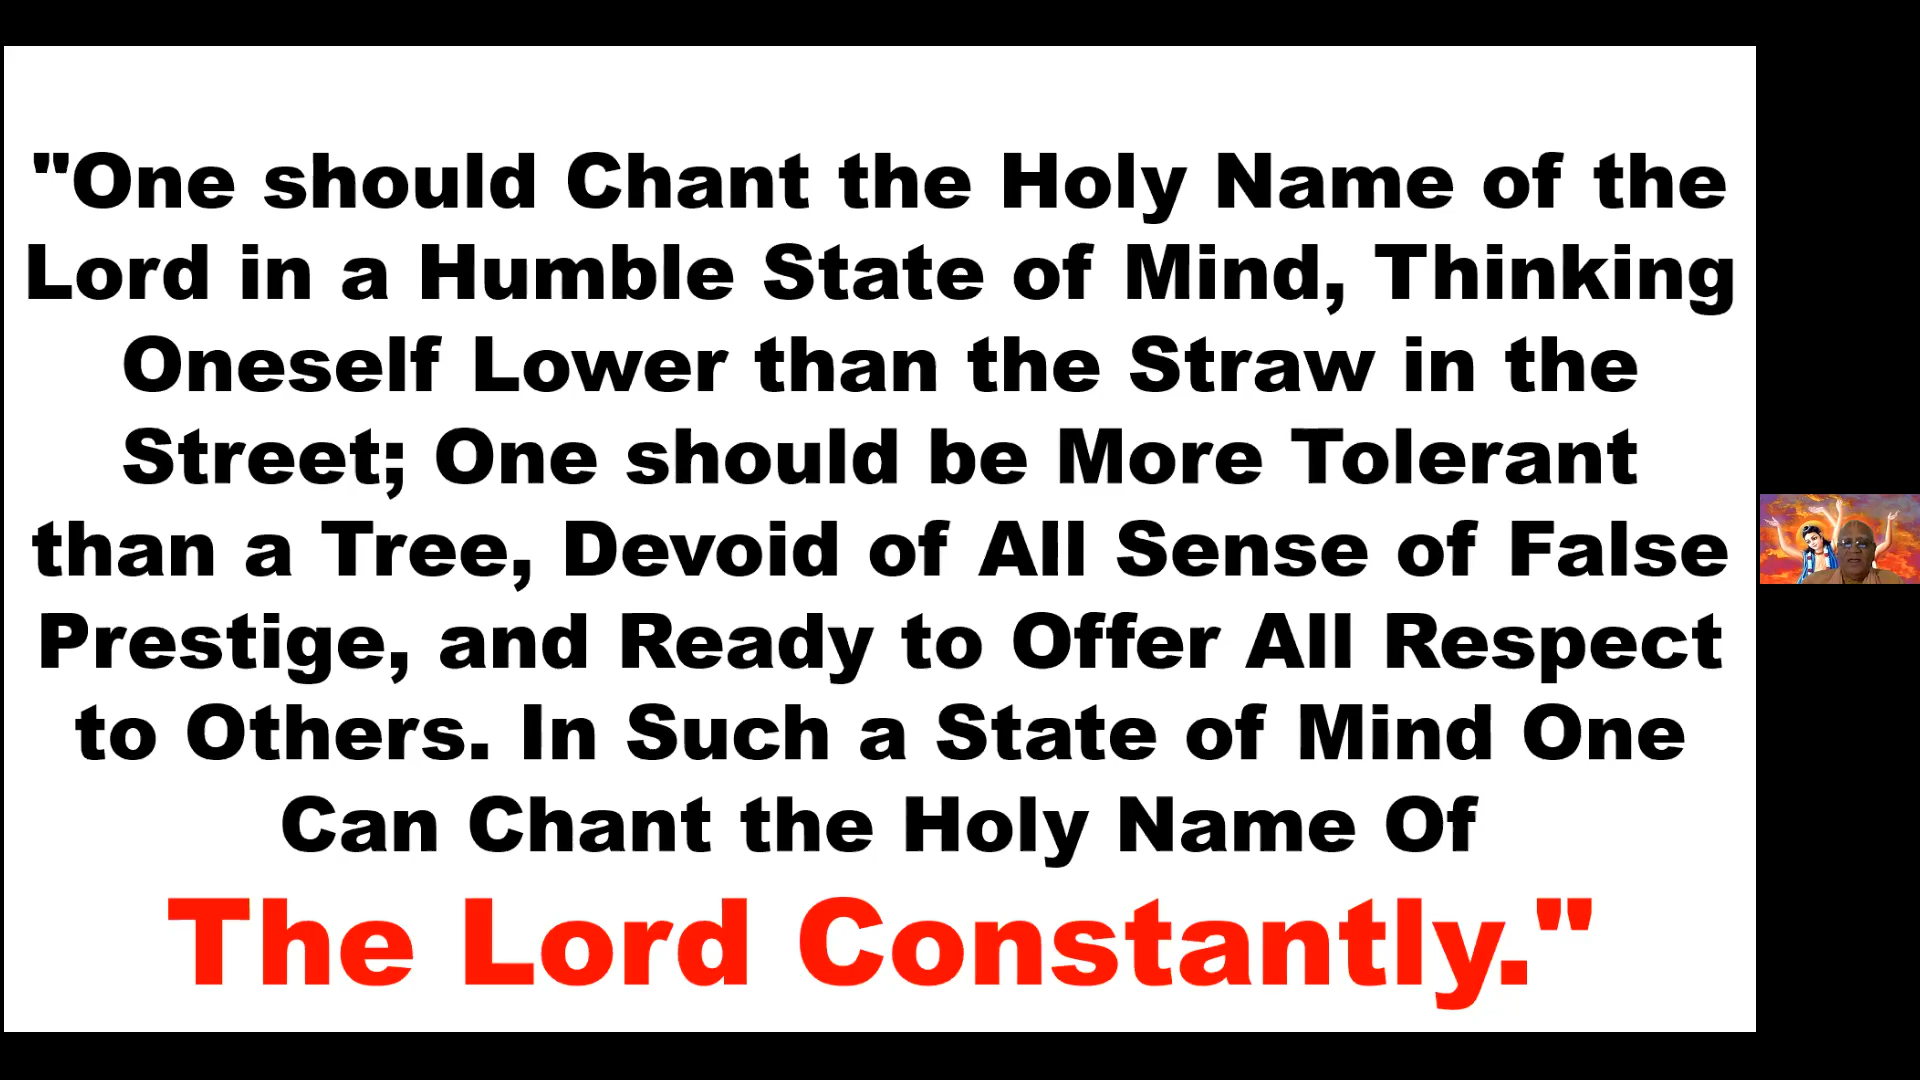 "One should Chant the Holy Name of the
Lord in a Humble State of Mind, Thinking
Oneself Lower than the Straw in the
Street; One should be More Tolerant
than a Tree, Devoid of All Sense of False
Prestige, and Ready to Offer All Respect
to Others. In Such a State of Mind One
Can Chant the Holy Name Of
The Lord Constantly."